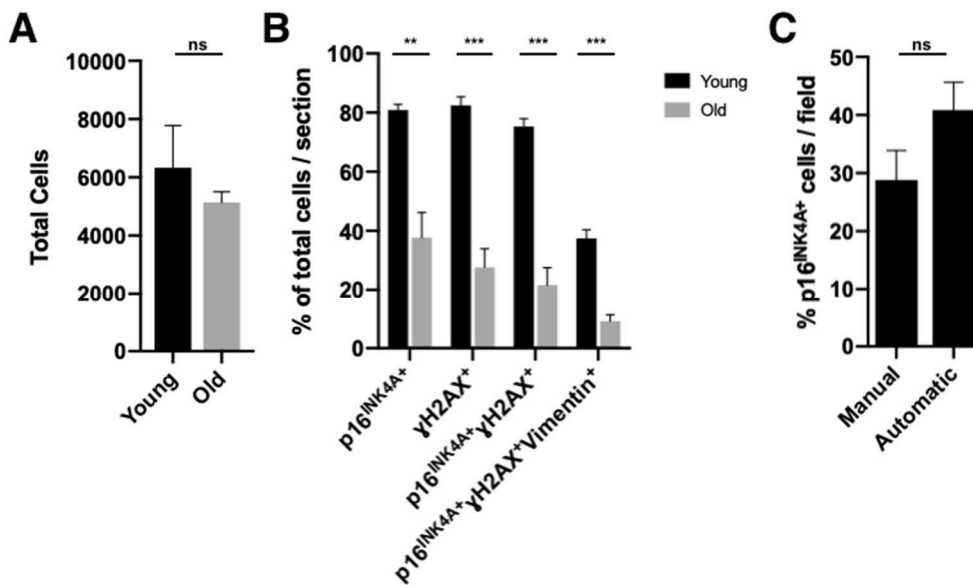 A
ns
Total Cells
10000
8000
6000
4000
2000
0
Young
Old
B
**
***
***
***
% of total cells / section
100
80
60
40
20
0
p16INK4A+
γH2AX+
p16INK4A+γH2AX+
p16INK4A+γH2AX+Vimentin+
Young
Old
C
ns
% p16INK4A+ cells / field
50
40
30
20
10
0
Manual
Automatic